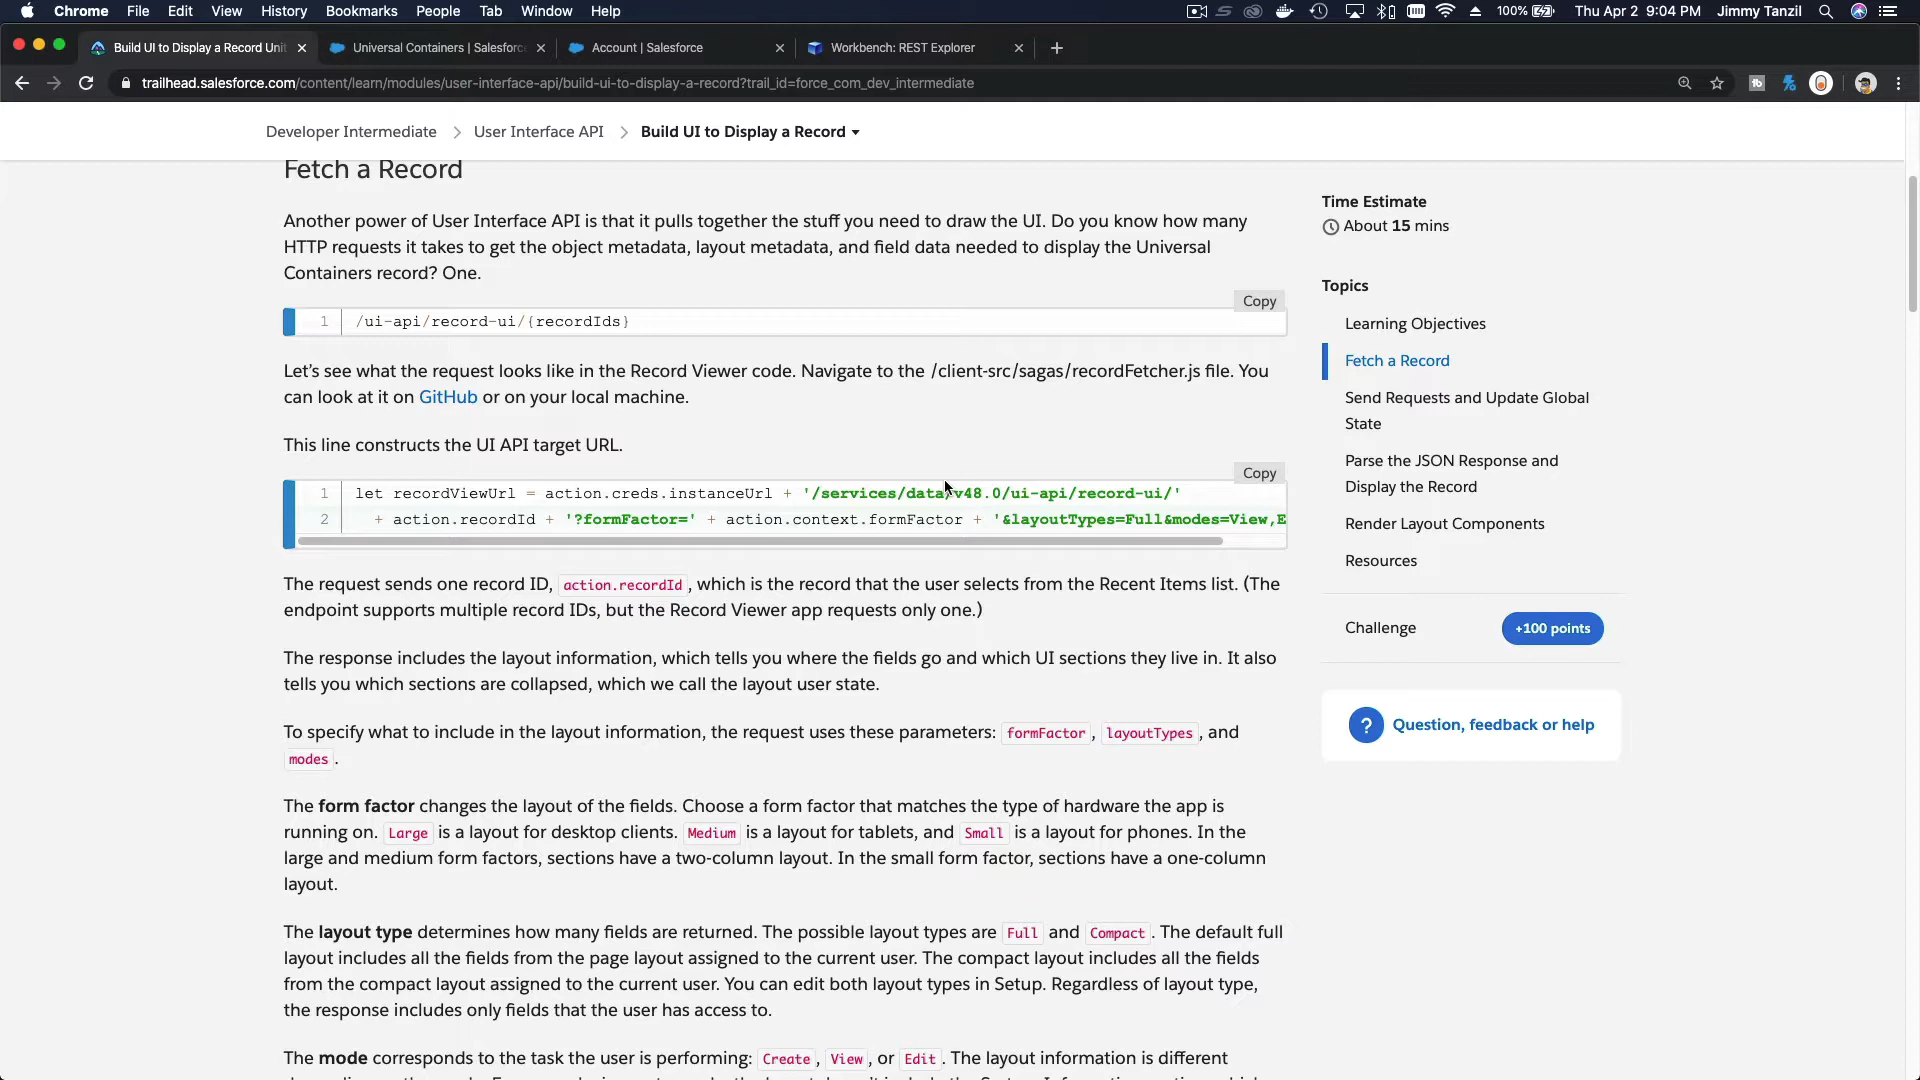 Chrome File Edit View History Bookmarks People Tab Window Help 100% Thu Apr 2 9:04 PM Jimmy Tanzil
Build UI to Display a Record Unit Universal Containers | Salesforc Account | Salesforce Workbench: REST Explorer
trailhead.salesforce.com/content/learn/modules/user-interface-api/build-ui-to-display-a-record?trail_id=force_com_dev_intermediate
Developer Intermediate User Interface API Build UI to Display a Record
Fetch a Record
Another power of User Interface API is that it pulls together the stuff you need to draw the UI. Do you know how many
HTTP requests it takes to get the object metadata, layout metadata, and field data needed to display the Universal
Containers record? One.
Copy
1 /ui-api/record-ui/{recordIds}
Let's see what the request looks like in the Record Viewer code. Navigate to the /client-src/sagas/recordFetcher.js file. You
can look at it on GitHub or on your local machine.
This line constructs the UI API target URL.
Copy
1 let recordViewUrl = action.creds.instanceUrl + '/services/data/v48.0/ui-api/record-ui/'
2 + action.recordId + '?formFactor=' + action.context.formFactor + '&layoutTypes=Full&modes=View,E
The request sends one record ID, action.recordId, which is the record that the user selects from the Recent Items list. (The
endpoint supports multiple record IDs, but the Record Viewer app requests only one.)
The response includes the layout information, which tells you where the fields go and which UI sections they live in. It also
tells you which sections are collapsed, which we call the layout user state.
To specify what to include in the layout information, the request uses these parameters: formFactor, layoutTypes, and
modes.
The form factor changes the layout of the fields. Choose a form factor that matches the type of hardware the app is
running on. Large is a layout for desktop clients. Medium is a layout for tablets, and Small is a layout for phones. In the
large and medium form factors, sections have a two-column layout. In the small form factor, sections have a one-column
layout.
The layout type determines how many fields are returned. The possible layout types are Full and Compact. The default full
layout includes all the fields from the page layout assigned to the current user. The compact layout includes all the fields
from the compact layout assigned to the current user. You can edit both layout types in Setup. Regardless of layout type,
the response includes only fields that the user has access to.
The mode corresponds to the task the user is performing: Create, View, or Edit. The layout information is different
Time Estimate
About 15 mins
Topics
Learning Objectives
Fetch a Record
Send Requests and Update Global
State
Parse the JSON Response and
Display the Record
Render Layout Components
Resources
Challenge +100 points
? Question, feedback or help